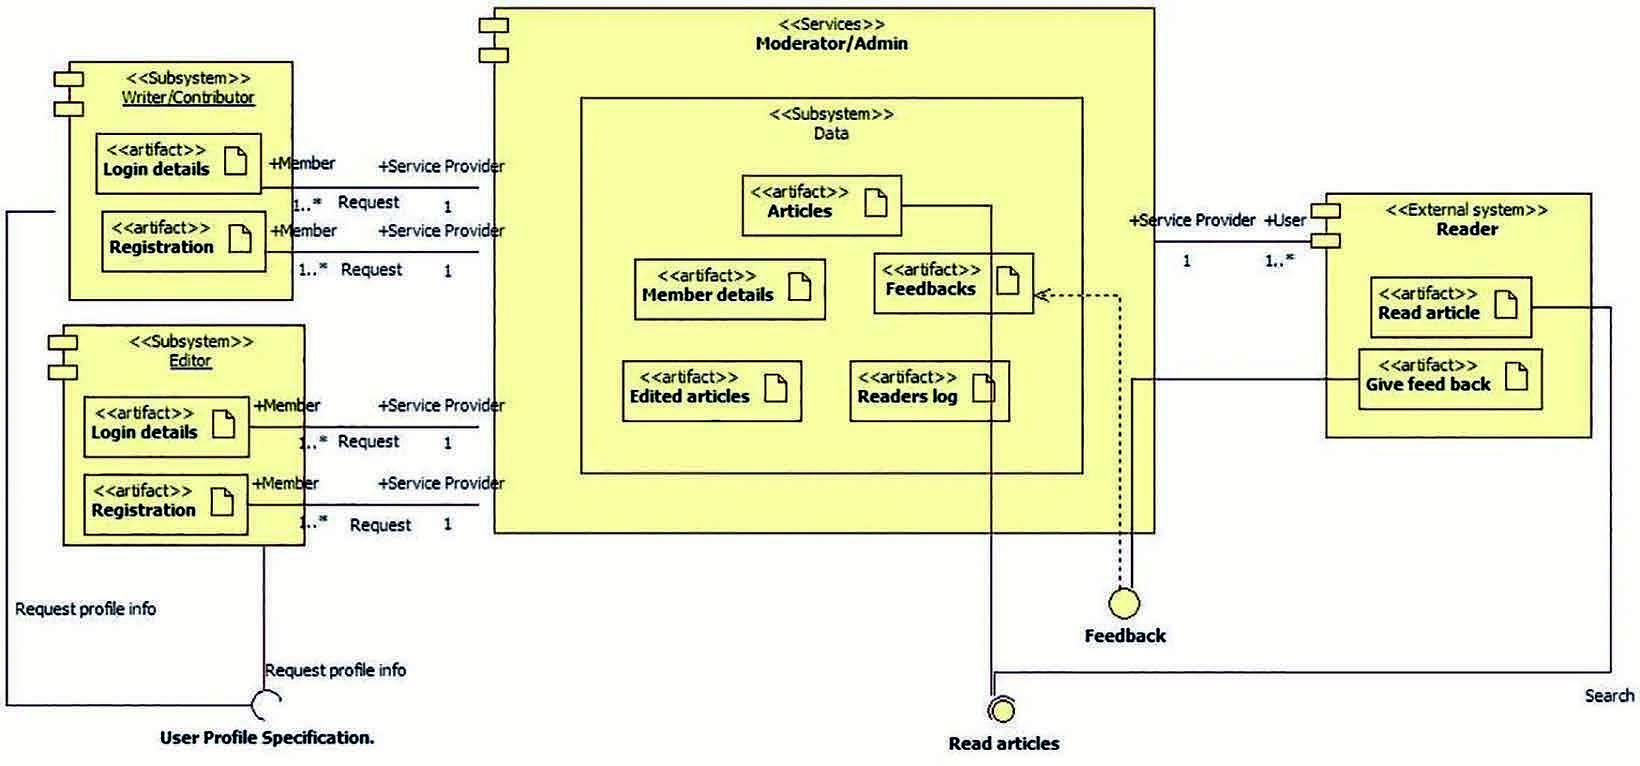 <<Services>>
Moderator/Admin
<<Subsystem>>
Writer/Contributor
<<artifact>>
Login details
+Member
+Service Provider
1..*
Request
1
<<artifact>>
Registration
+Member
+Service Provider
1..*
Request
1
<<Subsystem>>
Editor
<<artifact>>
Login details
+Member
+Service Provider
1..*
Request
1
<<artifact>>
Registration
+Member
+Service Provider
1..*
Request
1
<<Subsystem>>
Data
<<artifact>>
Articles
<<artifact>>
Member details
<<artifact>>
Feedbacks
<<artifact>>
Edited articles
<<artifact>>
Readers log
+Service Provider
+User
1
1..*
<<External system>>
Reader
<<artifact>>
Read article
<<artifact>>
Give feed back
Request profile info
Request profile info
User Profile Specification.
Feedback
Read articles
Search